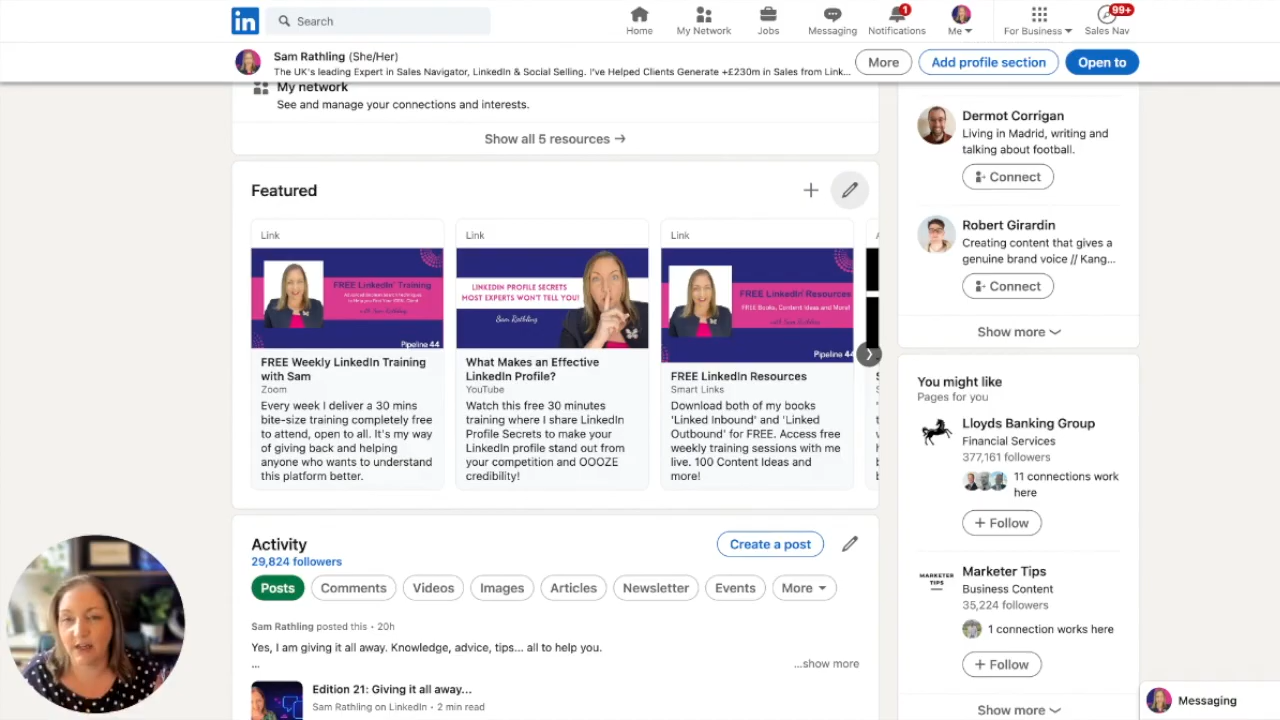 in
Search
Home
My Network
Jobs
Messaging
1
Notifications
Me
For Business
99+
Sales Nav
Sam Rathling (She/Her)
The UK's leading Expert in Sales Navigator, LinkedIn & Social Selling. I've Helped Clients Generate +£230m in Sales from Link...
More
Add profile section
Open to
My network
See and manage your connections and interests.
Show all 5 resources →
Featured
Link
FREE LinkedIn Training
with Sam Rathling
Pipeline 44
FREE Weekly LinkedIn Training
with Sam
Zoom
Every week I deliver a 30 mins
bite-size training completely free
to attend, open to all. It's my way
of giving back and helping
anyone who wants to understand
this platform better.
Link
LINKEDIN PROFILE SECRETS
MOST EXPERTS WON'T TELL YOU!
Sam Rathling
What Makes an Effective
LinkedIn Profile?
YouTube
Watch this free 30 minutes
training where I share LinkedIn
Profile Secrets to make your
LinkedIn profile stand out from
your competition and OOOZE
credibility!
Link
FREE LinkedIn Resources
FREE Books, Content Ideas and More!
with Sam Rathling
Pipeline 44
FREE LinkedIn Resources
Smart Links
Download both of my books
'Linked Inbound' and 'Linked
Outbound' for FREE. Access free
weekly training sessions with me
live. 100 Content Ideas and
more!
Activity
29,824 followers
Create a post
Posts
Comments
Videos
Images
Articles
Newsletter
Events
More
Sam Rathling posted this • 20h
Yes, I am giving it all away. Knowledge, advice, tips... all to help you.
...
...show more
Edition 21: Giving it all away...
Sam Rathling on LinkedIn • 2 min read
Dermot Corrigan
Living in Madrid, writing and
talking about football.
Connect
Robert Girardin
Creating content that gives a
genuine brand voice // Kang...
Connect
Show more
You might like
Pages for you
Lloyds Banking Group
Financial Services
377,161 followers
11 connections work
here
+ Follow
MARKETER
TIPS
Marketer Tips
Business Content
35,224 followers
1 connection works here
+ Follow
Show more
Messaging